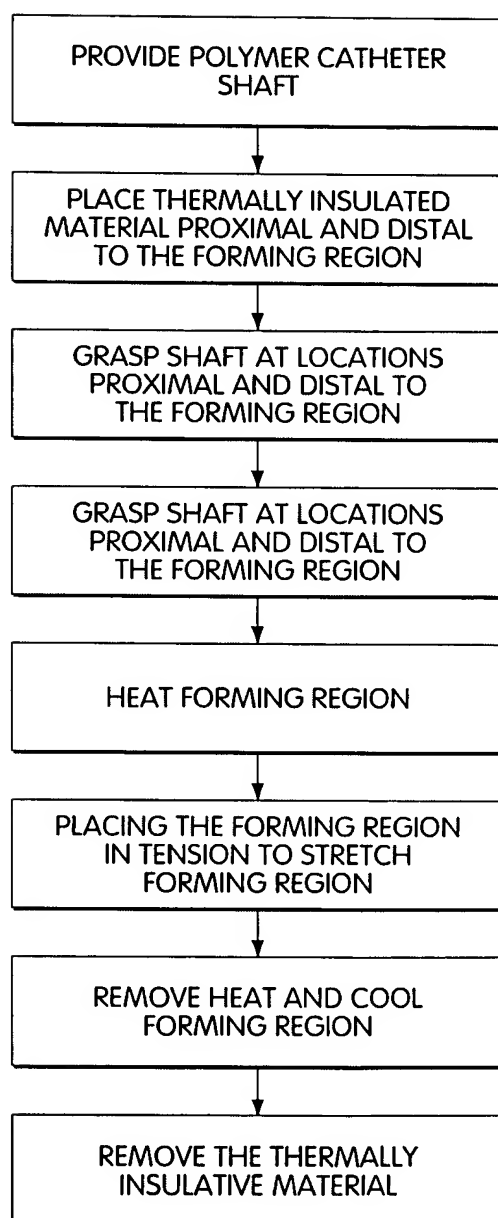 PROVIDE POLYMER CATHETER
SHAFT
PLACE THERMALLY INSULATED
MATERIAL PROXIMAL AND DISTAL
TO THE FORMING REGION
GRASP SHAFT AT LOCATIONS
PROXIMAL AND DISTAL TO
THE FORMING REGION
GRASP SHAFT AT LOCATIONS
PROXIMAL AND DISTAL TO
THE FORMING REGION
HEAT FORMING REGION
PLACING THE FORMING REGION
IN TENSION TO STRETCH
FORMING REGION
REMOVE HEAT AND COOL
FORMING REGION
REMOVE THE THERMALLY
INSULATIVE MATERIAL